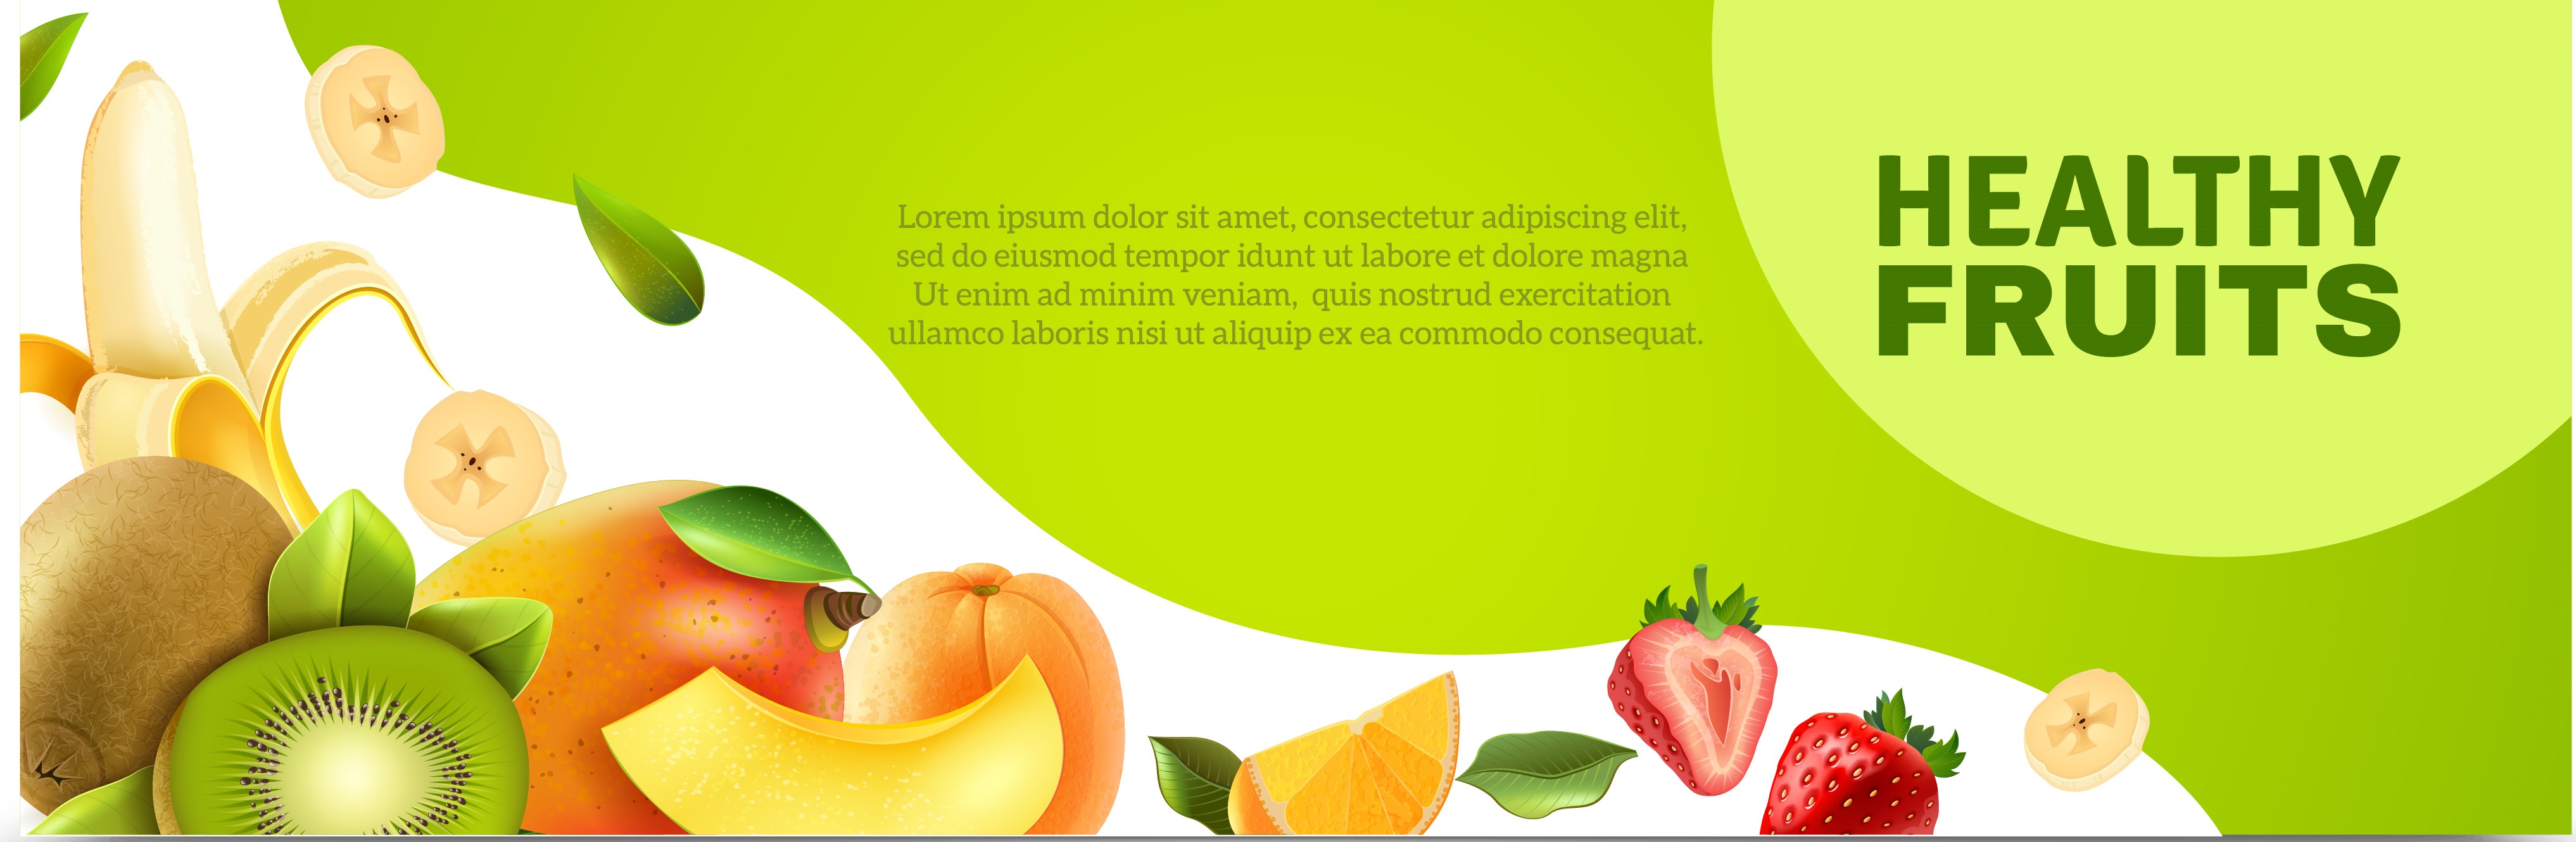 Lorem ipsum dolor sit amet, consectetur adipiscing elit,
sed do eiusmod tempor idunt ut labore et dolore magna
Ut enim ad minim veniam,  quis nostrud exercitation
ullamco laboris nisi ut aliquip ex ea commodo consequat.
HEALTHY
FRUITS